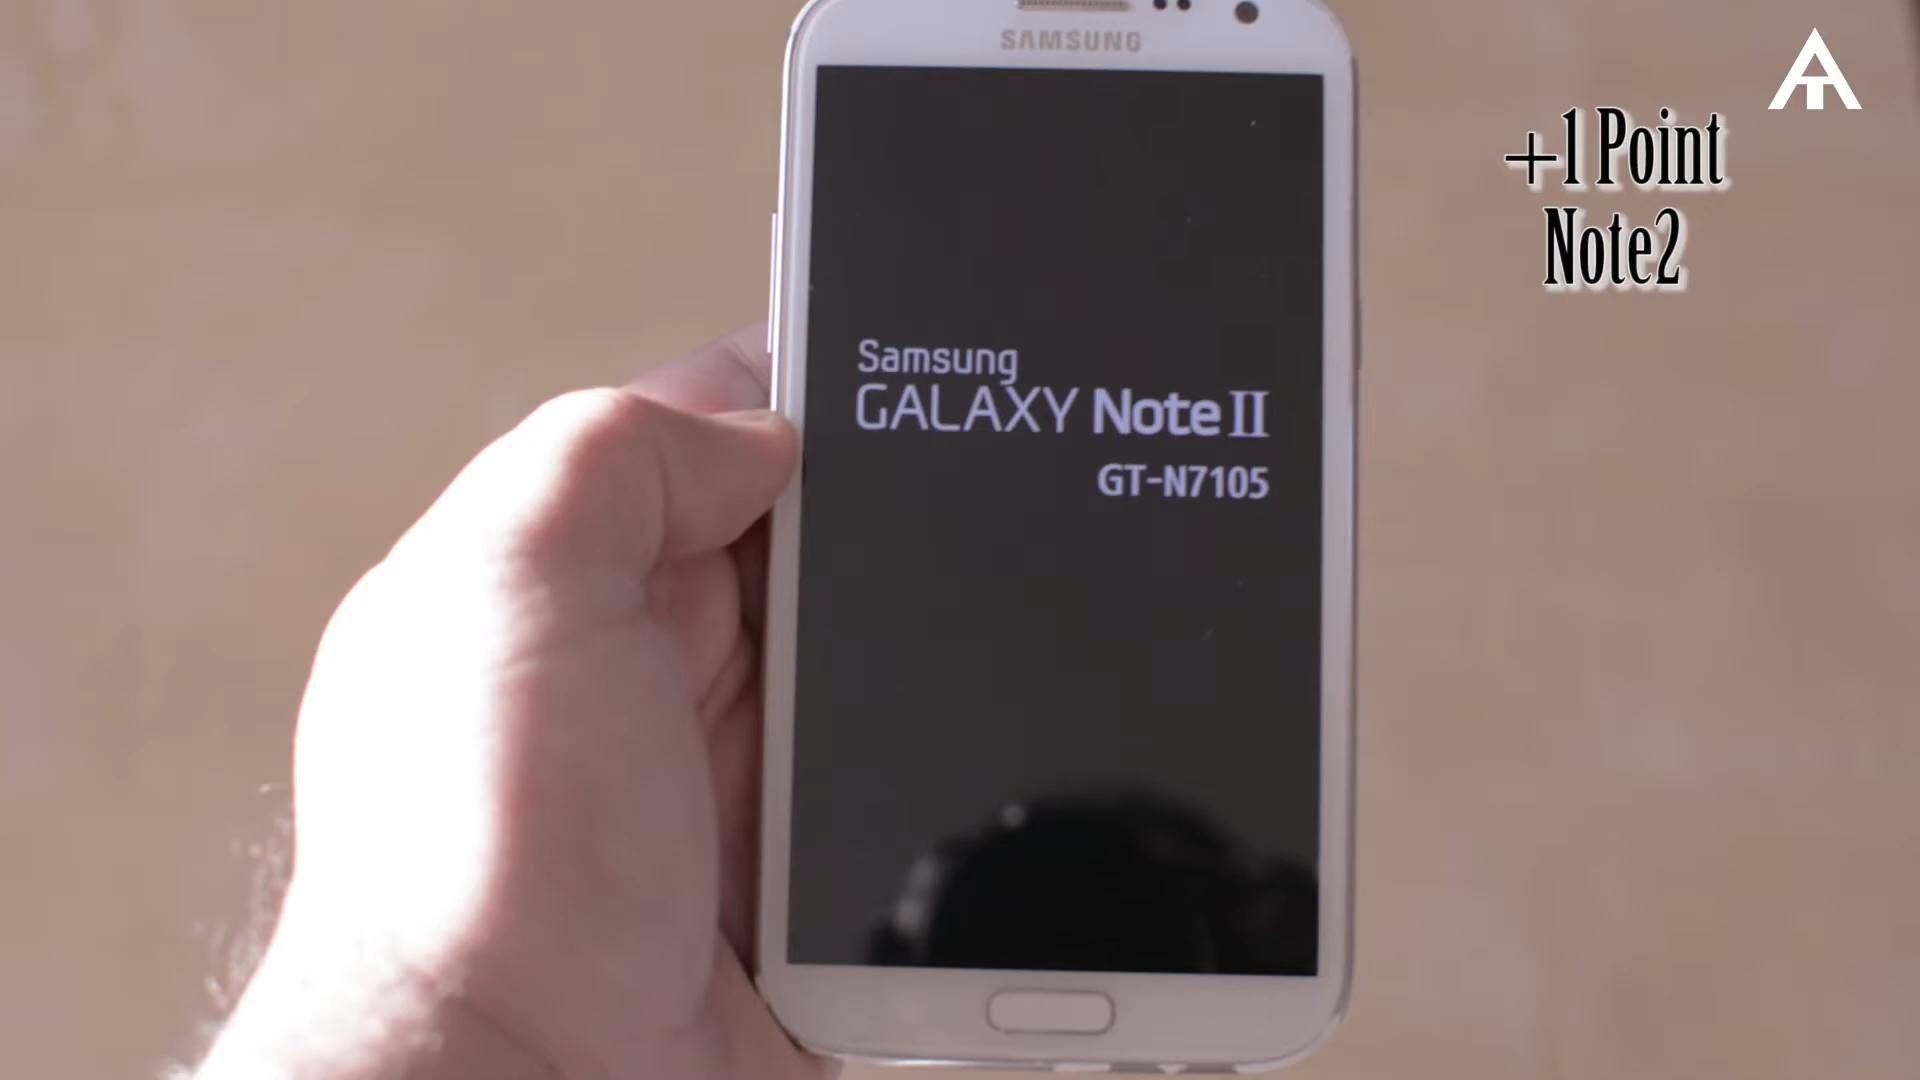 SAMSUNG
+1 Point
Note2
Samsung
GALAXY Note II
GT-N7105